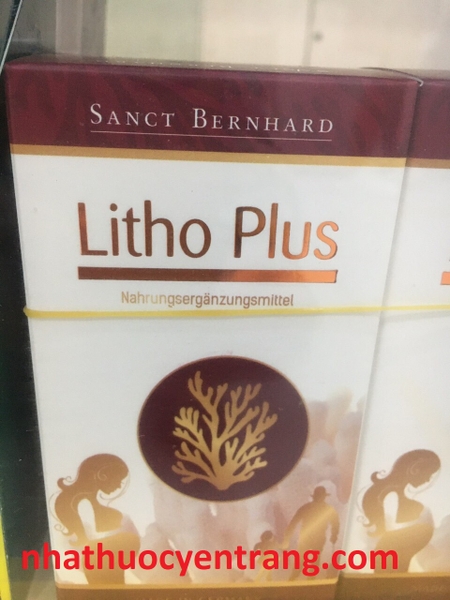 SANCT BERNHARD
Litho Plus
Nahrungsergänzungsmittel
nhathuocyentrang.com